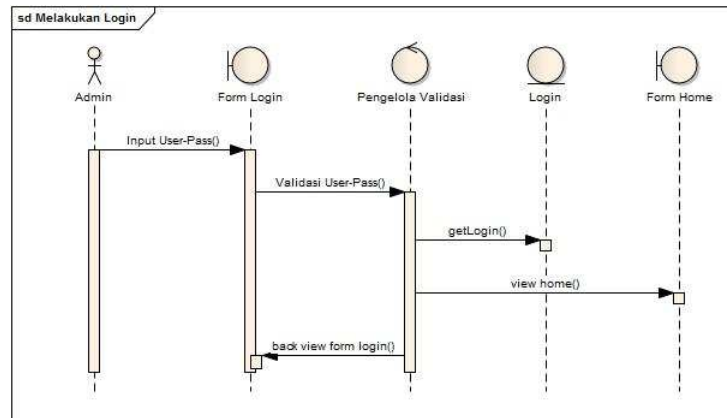 sd Melakukan Login
Admin
Form Login
Pengelola Validasi
Login
Form Home
Input User-Pass()
Validasi User-Pass()
getLogin()
view home()
back view form login()